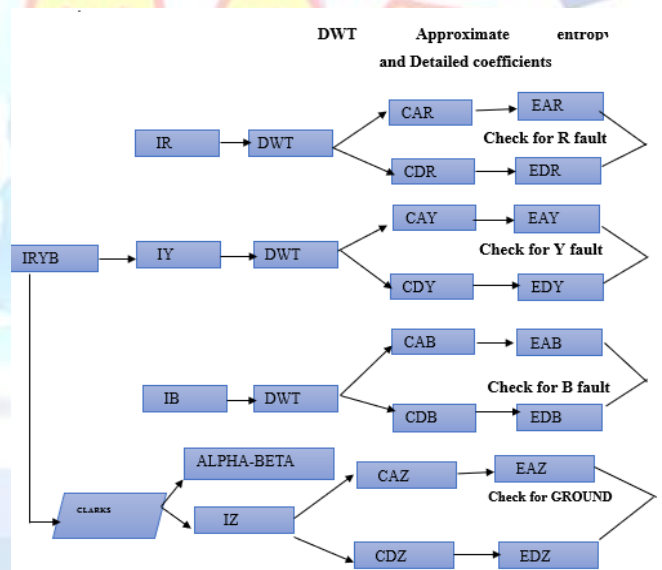 DWT Approximate entropy
and Detailed coefficients
CAR EAR
IR DWT Check for R fault
CDR EDR
CAY EAY
IRYB IY DWT Check for Y fault
CDY EDY
CAB EAB
IB DWT Check for B fault
CDB EDB
ALPHA-BETA
CAZ EAZ
CLARKS IZ Check for GROUND
CDZ EDZ